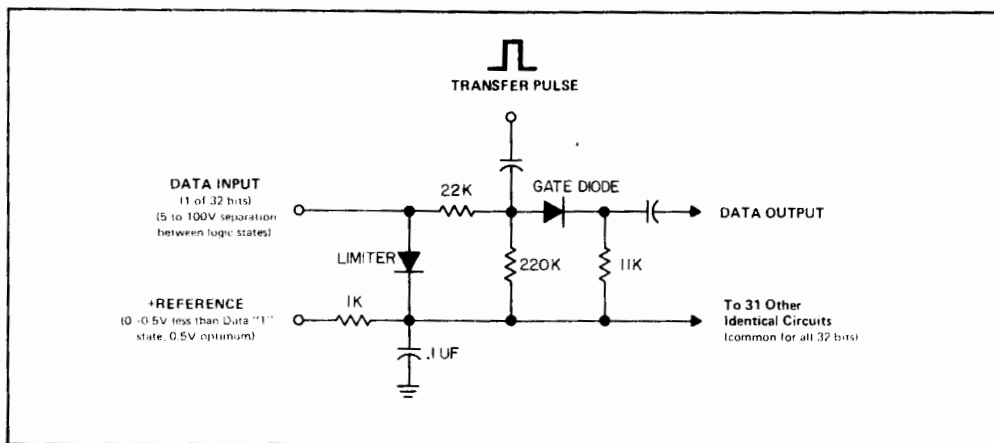 TRANSFER PULSE
DATA INPUT
(1 of 32 bits)
(5 to 100V separation
between logic states)
22K
GATE DIODE
DATA OUTPUT
LIMITER
220K
11K
+REFERENCE
(0 -0.5V less than Data "1"
state, 0.5V optimum)
1K
To 31 Other
Identical Circuits
(common for all 32 bits)
.1UF